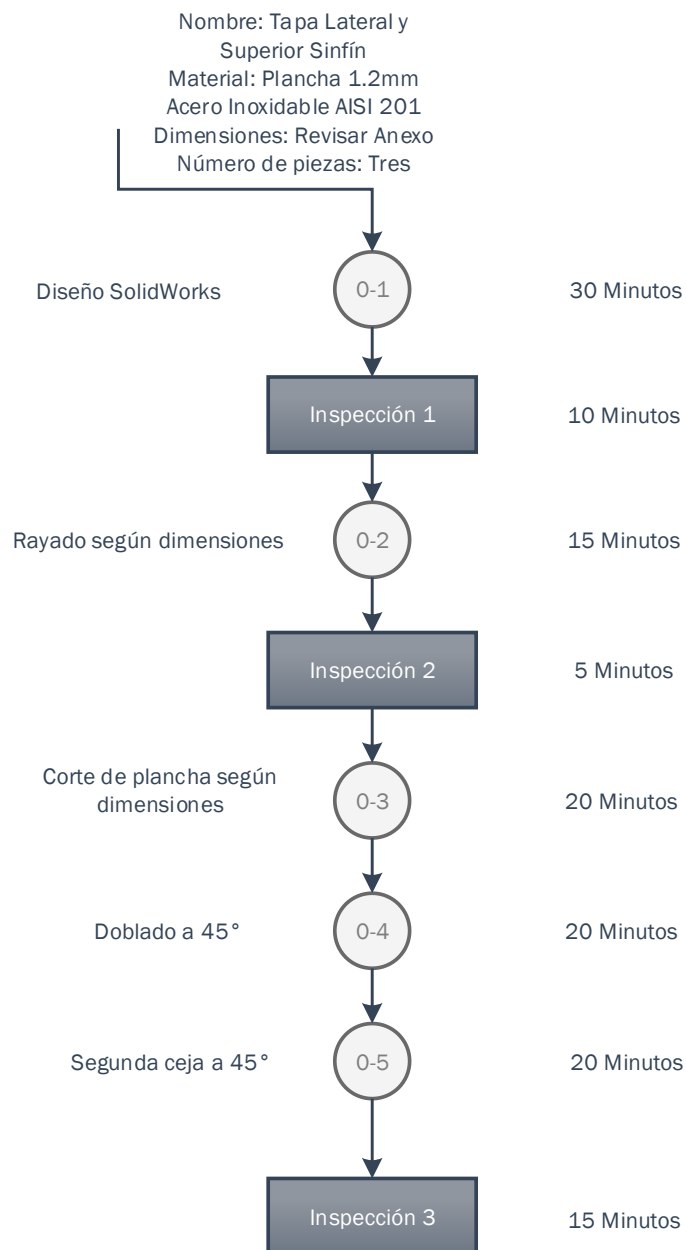 Nombre: Tapa Lateral y
Superior Sinfín
Material: Plancha 1.2mm
Acero Inoxidable AISI 201
Dimensiones: Revisar Anexo
Número de piezas: Tres
Diseño SolidWorks
0-1
30 Minutos
Inspección 1
10 Minutos
Rayado según dimensiones
0-2
15 Minutos
Inspección 2
5 Minutos
Corte de plancha según
dimensiones
0-3
20 Minutos
Doblado a 45°
0-4
20 Minutos
Segunda ceja a 45°
0-5
20 Minutos
Inspección 3
15 Minutos